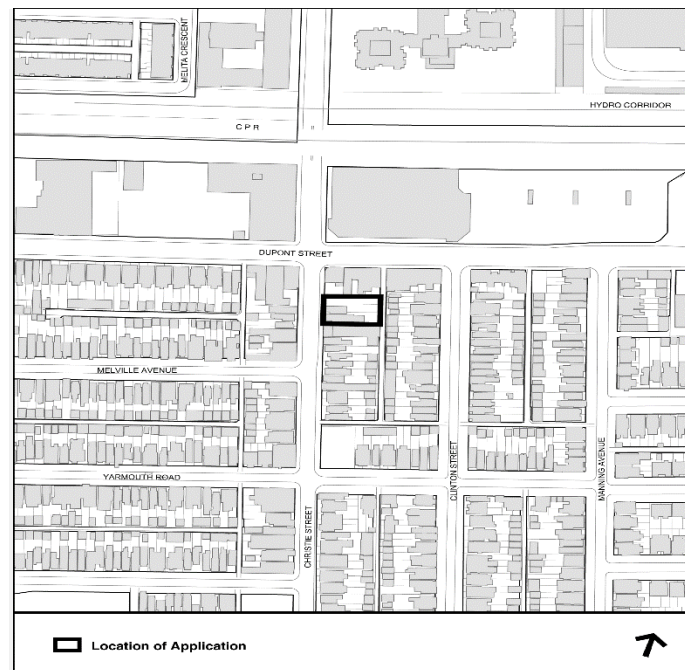 MELITA CRESCENT
HYDRO CORRIDOR
C P R
DUPONT STREET
MELVILLE AVENUE
CLINTON STREET
MANNING AVENUE
YARMOUTH ROAD
CHRISTIE STREET
Location of Application